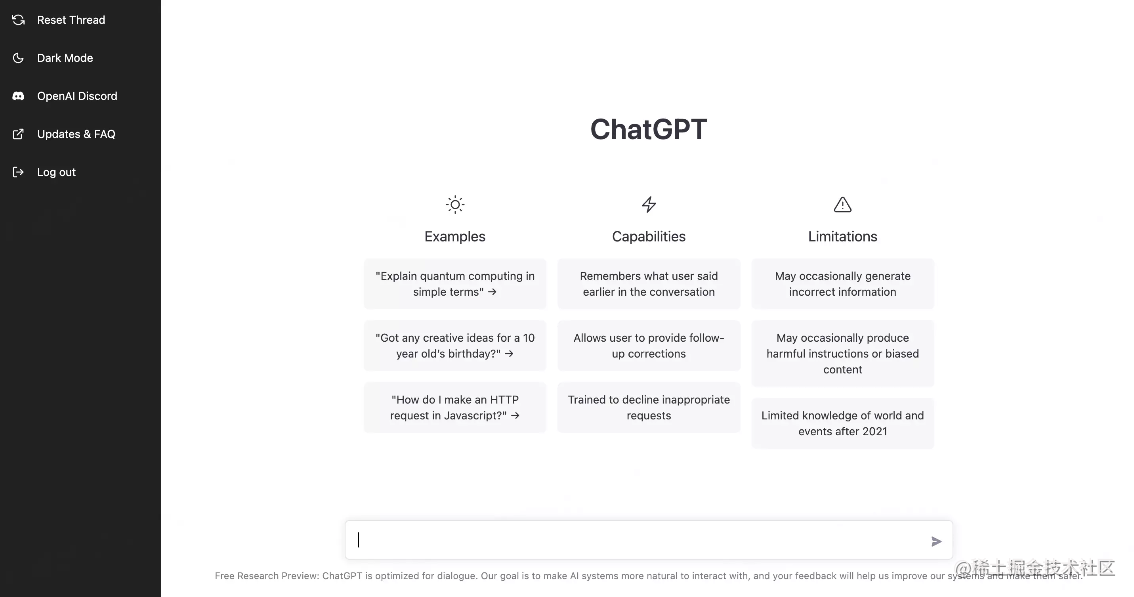 Reset Thread
Dark Mode
OpenAI Discord
Updates & FAQ
Log out
ChatGPT
Examples
"Explain quantum computing in
simple terms" →
"Got any creative ideas for a 10
year old's birthday?" →
"How do I make an HTTP
request in Javascript?" →
Capabilities
Remembers what user said
earlier in the conversation
Allows user to provide follow-
up corrections
Trained to decline inappropriate
requests
Limitations
May occasionally generate
incorrect information
May occasionally produce
harmful instructions or biased
content
Limited knowledge of world and
events after 2021
Free Research Preview: ChatGPT is optimized for dialogue. Our goal is to make AI systems more natural to interact with, and your feedback will help us improve our systems and make them safer.
@稀土掘金技术社区